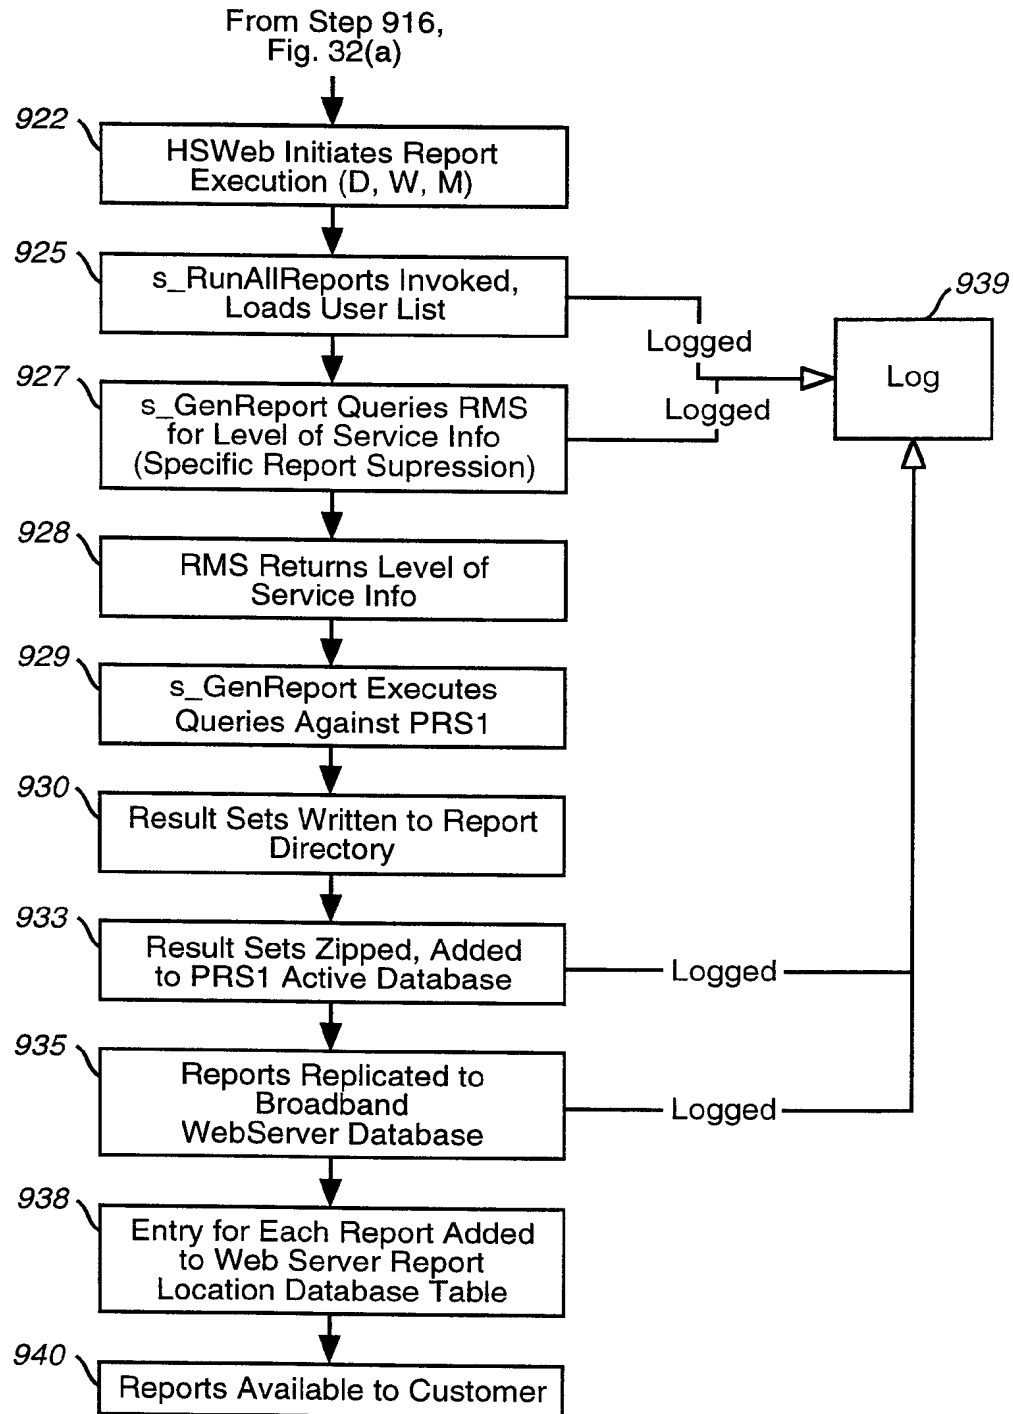 From Step 916,
Fig. 32(a)
922
HSWeb Initiates Report
Execution (D, W, M)
925
s_RunAllReports Invoked,
Loads User List
Logged
939
Log
927
s_GenReport Queries RMS
for Level of Service Info
(Specific Report Supression)
Logged
928
RMS Returns Level of
Service Info
929
s_GenReport Executes
Queries Against PRS1
930
Result Sets Written to Report
Directory
933
Result Sets Zipped, Added
to PRS1 Active Database
Logged
935
Reports Replicated to
Broadband
WebServer Database
Logged
938
Entry for Each Report Added
to Web Server Report
Location Database Table
940
Reports Available to Customer